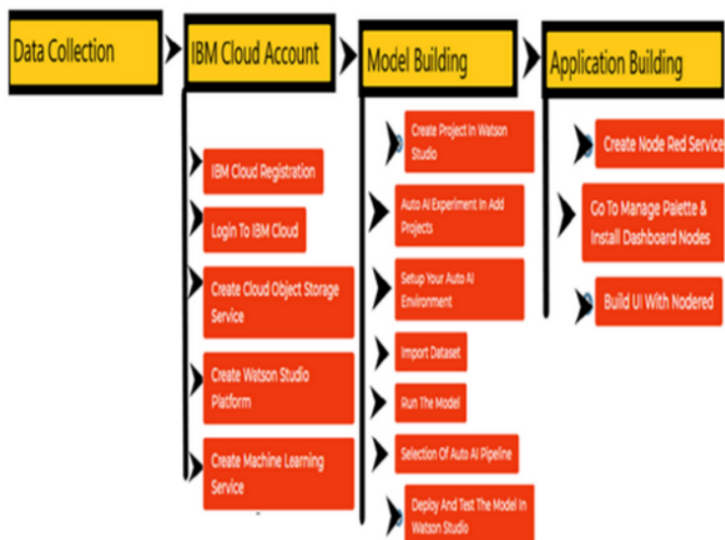 Data Collection
IBM Cloud Account
Model Building
Application Building
IBM Cloud Registration
Login To IBM Cloud
Create Cloud Object Storage
Service
Create Watson Studio
Platform
Create Machine Learning
Service
Create Project In Watson
Studio
Auto AI Experiment In Add
Projects
Setup Your Auto AI
Environment
Import Dataset
Run The Model
Selection Of Auto AI Pipeline
Deploy And Test The Model In
Watson Studio
Create Node Red Service
Go To Manage Palette &
Install Dashboard Nodes
Build UI With Nodered